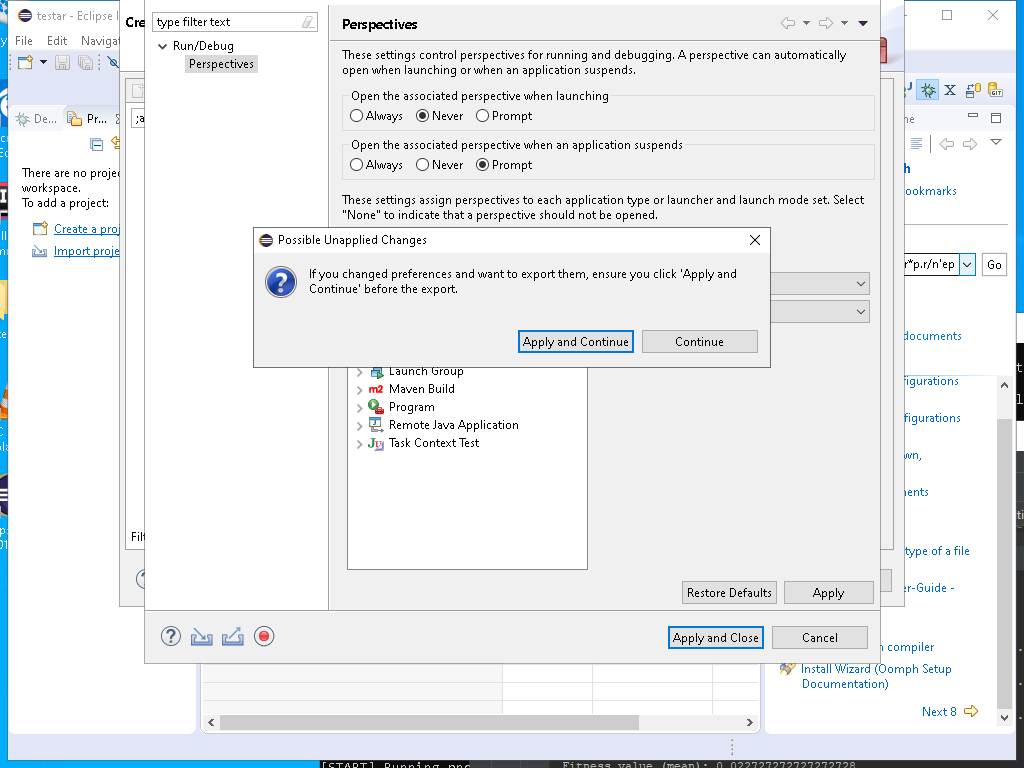 testar - Eclipse I
File Edit Navigat
De...
Pr...
There are no proje
workspace.
To add a project:
Create a proj
Import proje
Cre
type filter text
Run/Debug
Perspectives
Perspectives
These settings control perspectives for running and debugging. A perspective can automatically
open when launching or when an application suspends.
Open the associated perspective when launching
Always Never Prompt
Open the associated perspective when an application suspends
Always Never Prompt
These settings assign perspectives to each application type or launcher and launch mode set. Select
"None" to indicate that a perspective should not be opened.
Possible Unapplied Changes
If you changed preferences and want to export them, ensure you click 'Apply and
Continue' before the export.
Apply and Continue Continue
Launch Group
m2 Maven Build
Program
Remote Java Application
Ju Task Context Test
Filt
Restore Defaults Apply
Apply and Close Cancel
GIT
ne
h
ookmarks
r*p.r/n'ep Go
ocuments
figurations
figurations
wn,
ments
type of a file
er-Guide -
n compiler
Install Wizard (Oomph Setup
Documentation)
Next 8
[START] Running
Fitness value (mean): 0.022727272727272728